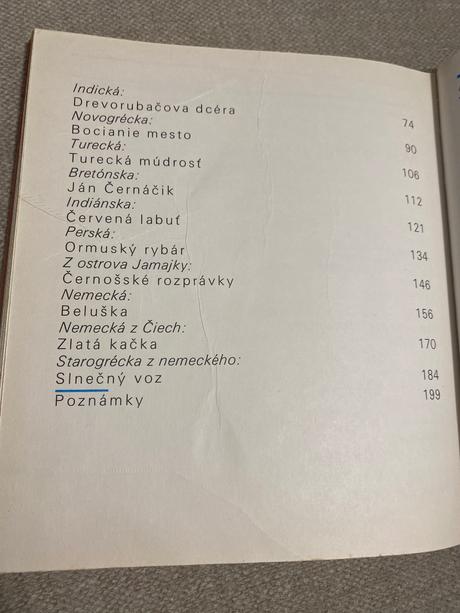 Indická:
Drevorubačova dcéra 74
Novogrécka:
Bocianie mesto 90
Turecká:
Turecká múdrosť 106
Bretónska:
Ján Černáčik 112
Indiánska:
Červená labuť 121
Perská:
Ormuský rybár 134
Z ostrova Jamajky:
Černošské rozprávky 146
Nemecká:
Beluška 156
Nemecká z Čiech:
Zlatá kačka 170
Starogrécka z nemeckého:
Slnečný voz 184
Poznámky 199